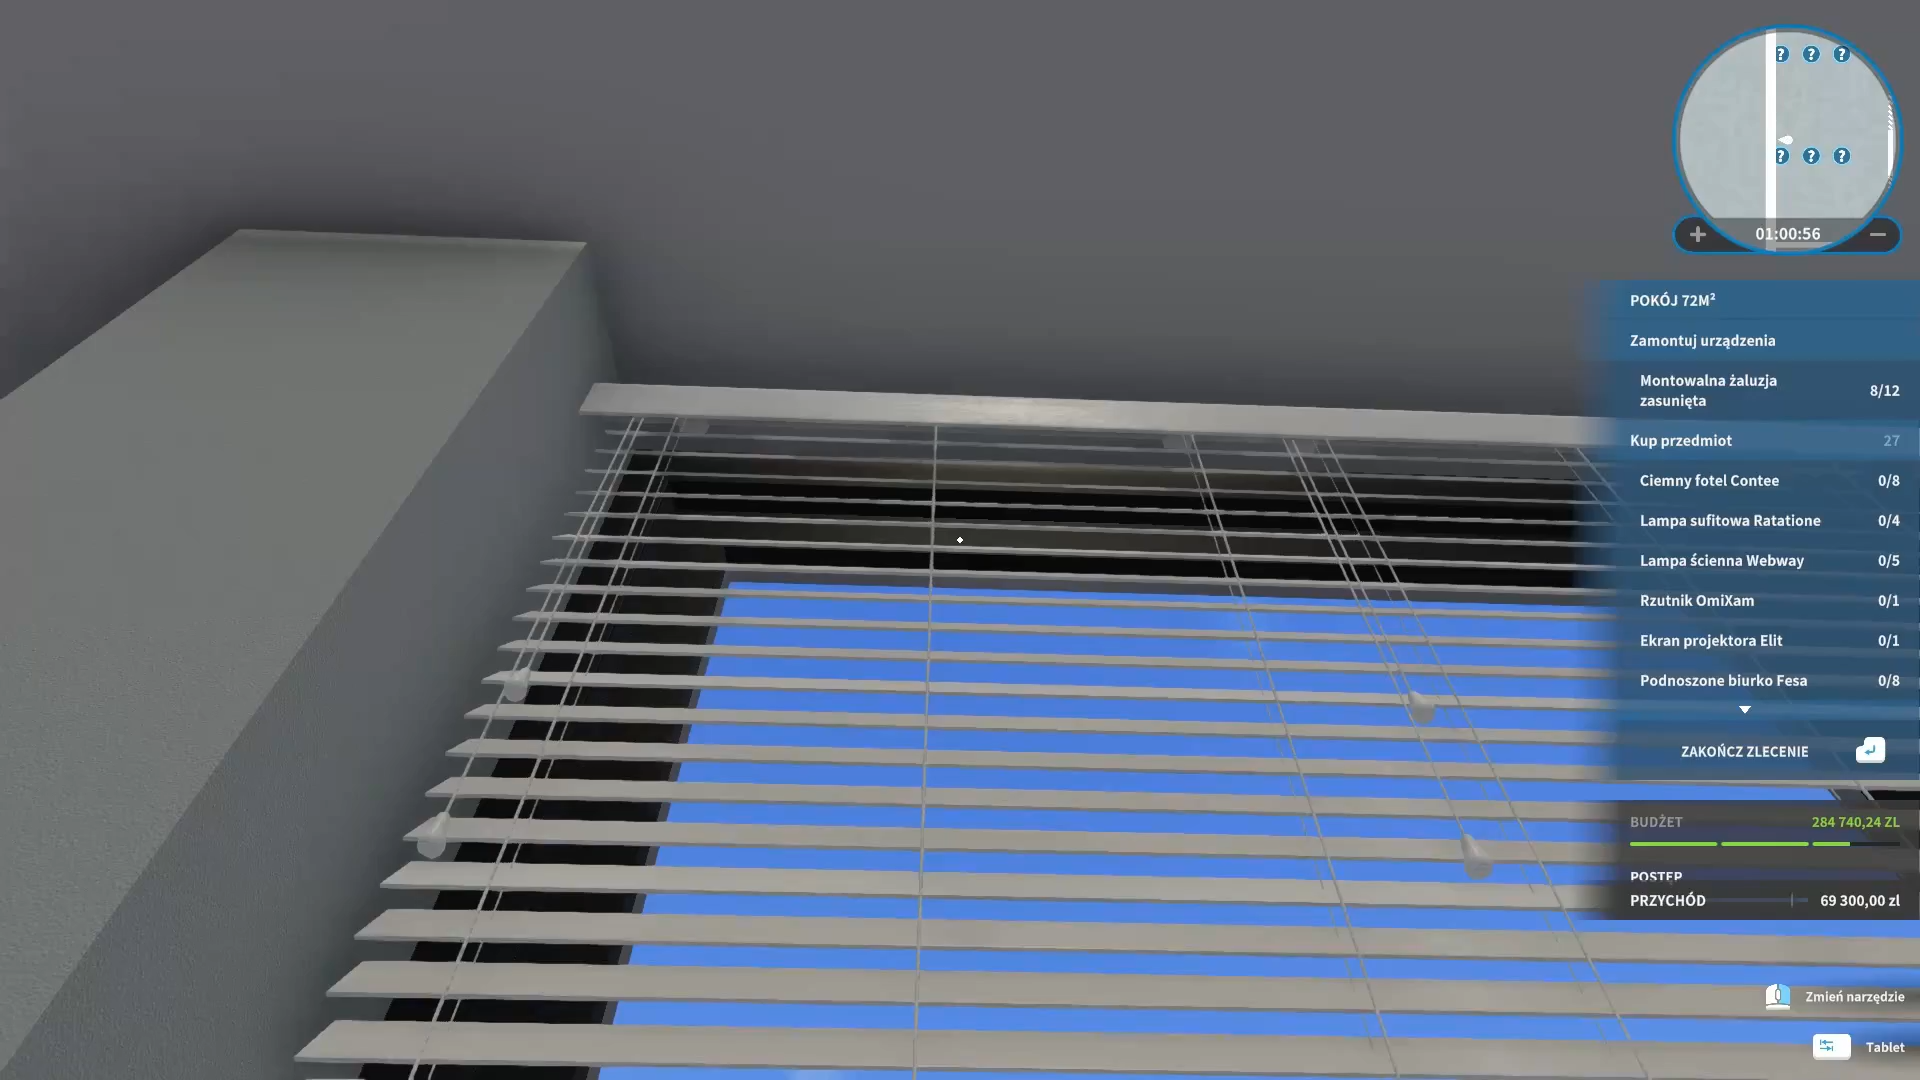 ? ? ?
? ? ?
01:00:56
POKÓJ 72M²
Zamontuj urządzenia
Montowalna żaluzja
zasunięta 8/12
Kup przedmiot 27
Ciemny fotel Contee 0/8
Lampa sufitowa Ratatione 0/4
Lampa ścienna Webway 0/5
Rzutnik OmiXam 0/1
Ekran projektora Elit 0/1
Podnoszone biurko Fesa 0/8
ZAKOŃCZ ZLECENIE
BUDŻET 284 740,24 ZL
POSTĘP
PRZYCHÓD 69 300,00 zl
Zmień narzędzie
Tablet